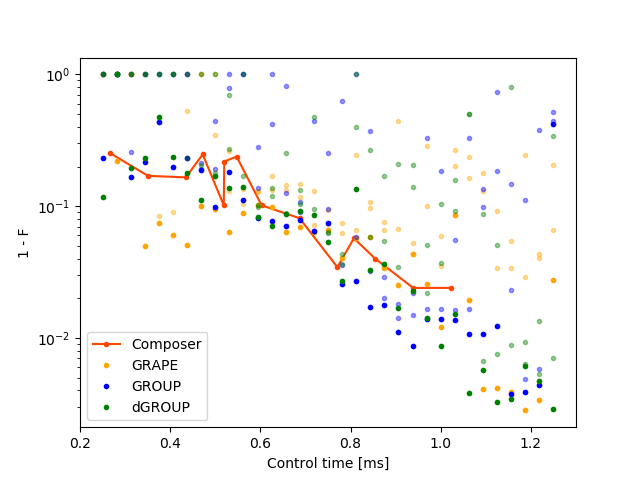 10⁰
10⁻¹
10⁻²
1 - F
Composer
GRAPE
GROUP
dGROUP
0.2 0.4 0.6 0.8 1.0 1.2
Control time [ms]